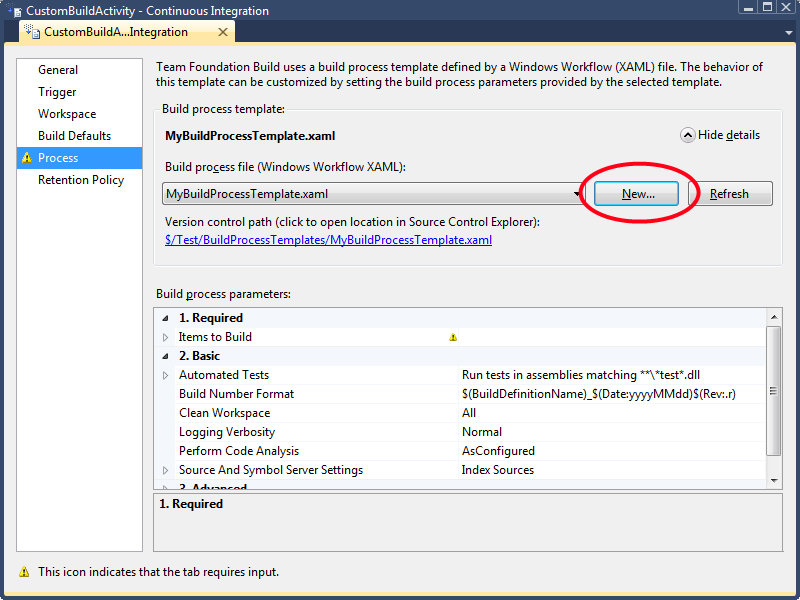 CustomBuildActivity - Continuous Integration
CustomBuildA...Integration
General
Trigger
Workspace
Build Defaults
Process
Retention Policy
Team Foundation Build uses a build process template defined by a Windows Workflow (XAML) file. The behavior of
this template can be customized by setting the build process parameters provided by the selected template.
Build process template:
MyBuildProcessTemplate.xaml
Hide details
Build process file (Windows Workflow XAML):
MyBuildProcessTemplate.xaml
New...
Refresh
Version control path (click to open location in Source Control Explorer):
$/Test/BuildProcessTemplates/MyBuildProcessTemplate.xaml
Build process parameters:
1. Required
Items to Build
2. Basic
Automated Tests Run tests in assemblies matching **\*test*.dll
Build Number Format $(BuildDefinitionName)_$(Date:yyyyMMdd)$(Rev:.r)
Clean Workspace All
Logging Verbosity Normal
Perform Code Analysis AsConfigured
Source And Symbol Server Settings Index Sources
3. Advanced
1. Required
This icon indicates that the tab requires input.